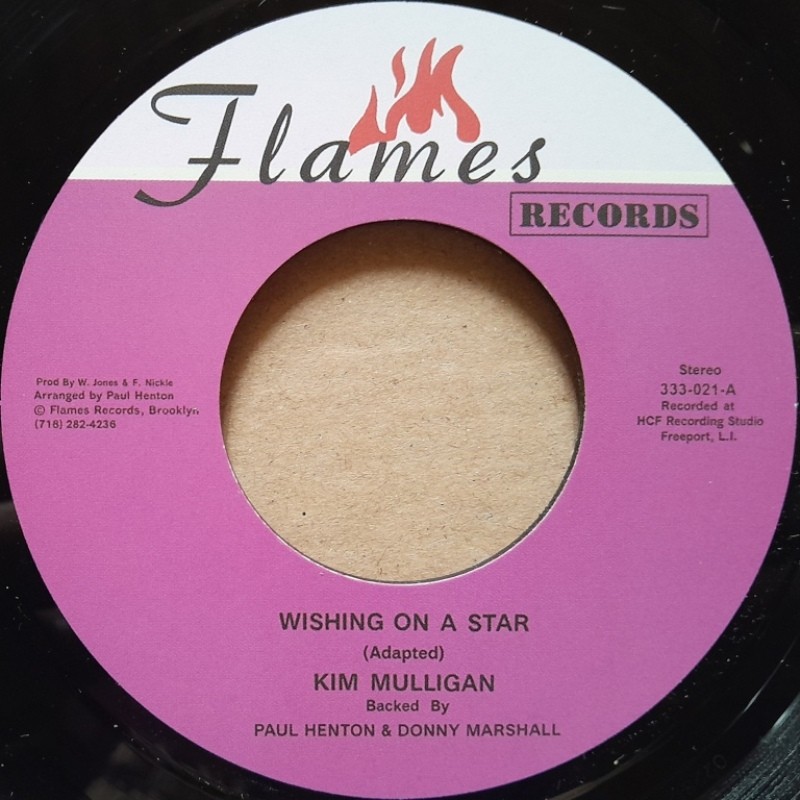 Flames
RECORDS
Prod By W. Jones & F. Nickle
Arranged by Paul Henton
© Flames Records, Brooklyn
(718) 282-4236
Stereo
333-021-A
Recorded at
HCF Recording Studio
Freeport, L.I.
WISHING ON A STAR
(Adapted)
KIM MULLIGAN
Backed By
PAUL HENTON & DONNY MARSHALL